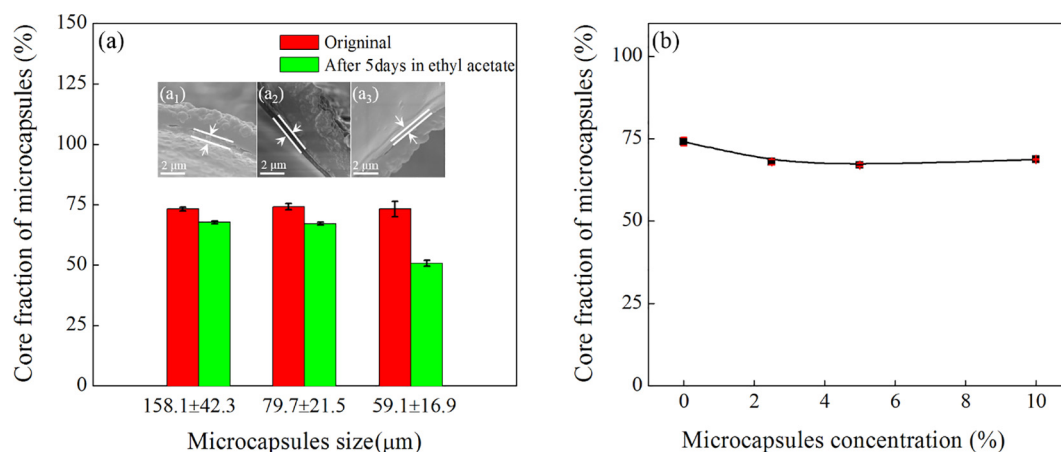 (a)
Origninal
After 5days in ethyl acetate
(a1)
(a2)
(a3)
2 μm
2 μm
2 μm
Core fraction of microcapsules (%)
150
125
100
75
50
25
0
158.1±42.3
79.7±21.5
59.1±16.9
Microcapsules size(μm)
(b)
Core fraction of microcapsules (%)
100
75
50
25
0
0
2
4
6
8
10
Microcapsules concentration (%)